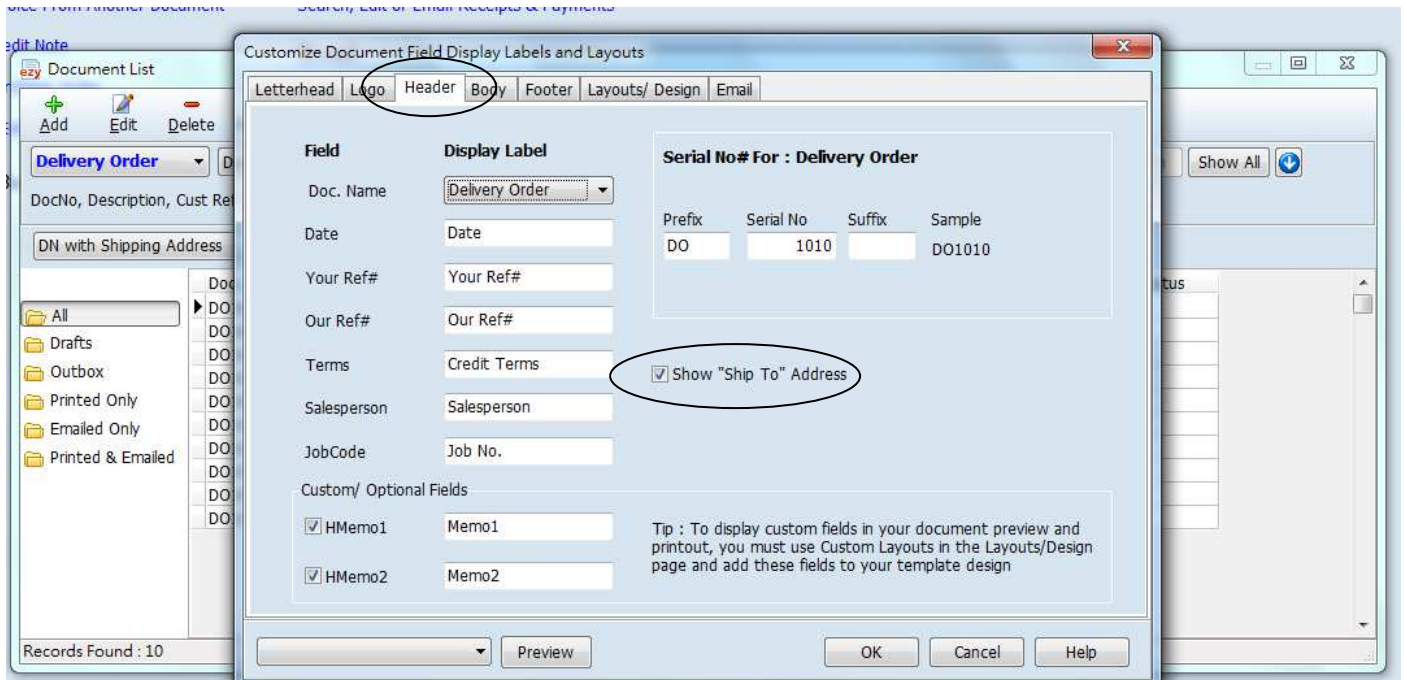 Search, Edit or Email Receipts & Payments
edit Note
ezy Document List
Add Edit Delete
Delivery Order
Show All
DocNo, Description, Cust Ref
DN with Shipping Address
All
Drafts
Outbox
Printed Only
Emailed Only
Printed & Emailed
Doc
DO
DO
DO
DO
DO
DO
DO
DO
DO
DO
tus
Records Found : 10
Customize Document Field Display Labels and Layouts
Letterhead Logo Header Body Footer Layouts/ Design Email
Field Display Label
Doc. Name Delivery Order
Date Date
Your Ref# Your Ref#
Our Ref# Our Ref#
Terms Credit Terms
Salesperson Salesperson
JobCode Job No.
Custom/ Optional Fields
HMemo1 Memo1
HMemo2 Memo2
Serial No# For : Delivery Order
Prefix Serial No Suffix Sample
DO 1010 DO1010
Show "Ship To" Address
Tip : To display custom fields in your document preview and
printout, you must use Custom Layouts in the Layouts/Design
page and add these fields to your template design
Preview OK Cancel Help